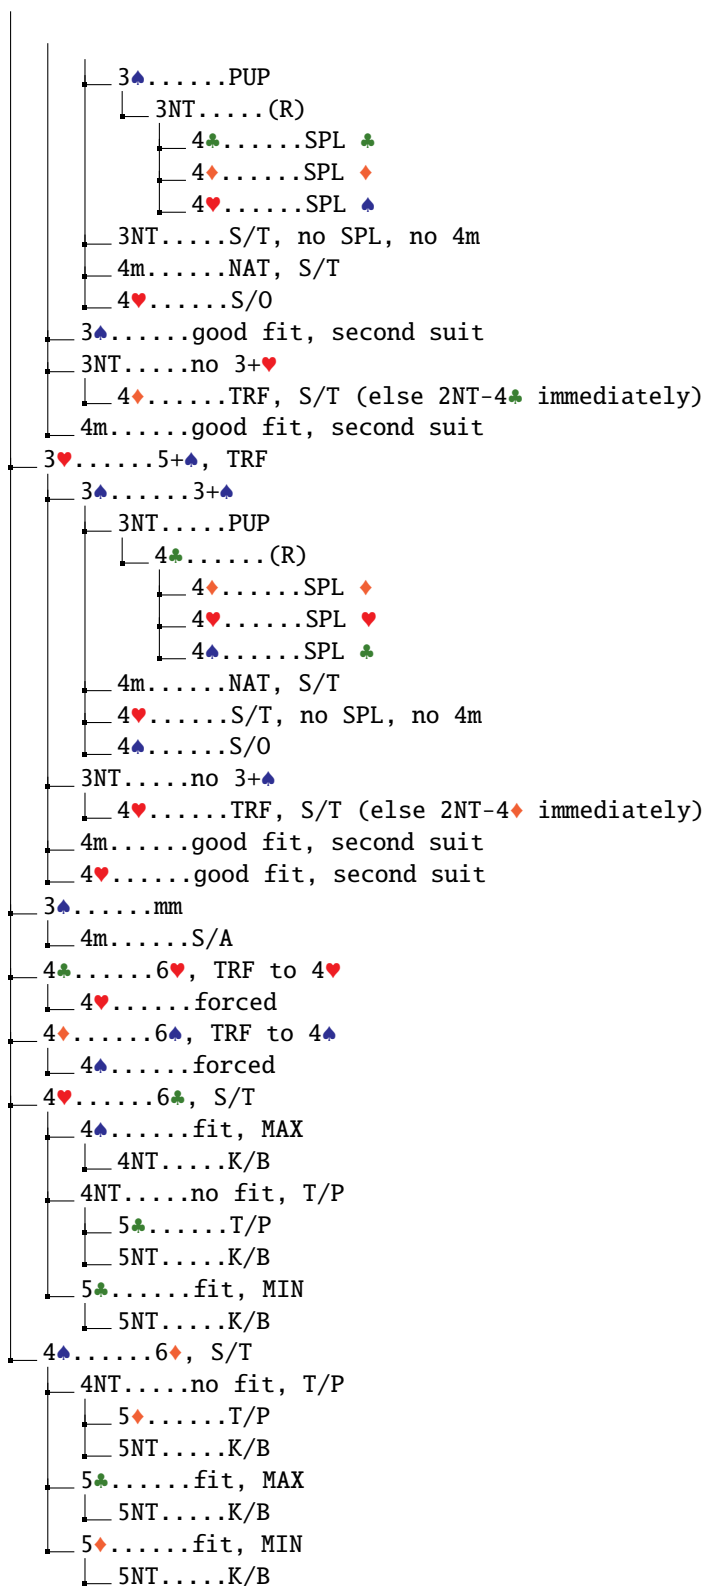 3♠......PUP
3NT.....(R)
4♣......SPL ♣
4♦......SPL ♦
4♥......SPL ♠
3NT.....S/T, no SPL, no 4m
4m......NAT, S/T
4♥......S/O
3♠......good fit, second suit
3NT.....no 3+♥
4♦......TRF, S/T (else 2NT-4♣ immediately)
4m......good fit, second suit
3♥......5+♠, TRF
3♠......3+♠
3NT.....PUP
4♣......(R)
4♦......SPL ♦
4♥......SPL ♥
4♠......SPL ♣
4m......NAT, S/T
4♥......S/T, no SPL, no 4m
4♠......S/O
3NT.....no 3+♠
4♥......TRF, S/T (else 2NT-4♦ immediately)
4m......good fit, second suit
4♥......good fit, second suit
3♠......mm
4m......S/A
4♣......6♥, TRF to 4♥
4♥......forced
4♦......6♠, TRF to 4♠
4♠......forced
4♥......6♣, S/T
4♠......fit, MAX
4NT.....K/B
4NT.....no fit, T/P
5♣......T/P
5NT.....K/B
5♣......fit, MIN
5NT.....K/B
4♠......6♦, S/T
4NT.....no fit, T/P
5♦......T/P
5NT.....K/B
5♣......fit, MAX
5NT.....K/B
5♦......fit, MIN
5NT.....K/B